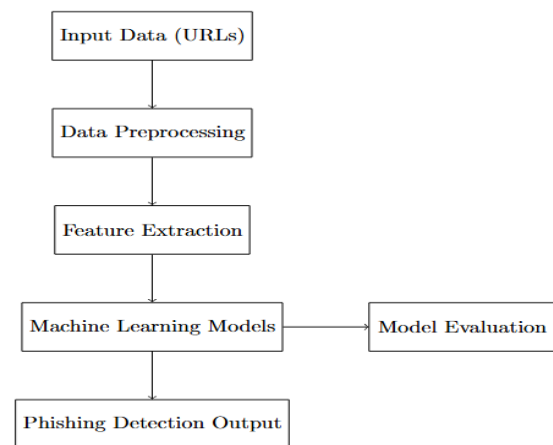 Input Data (URLs)
Data Preprocessing
Feature Extraction
Machine Learning Models
Model Evaluation
Phishing Detection Output